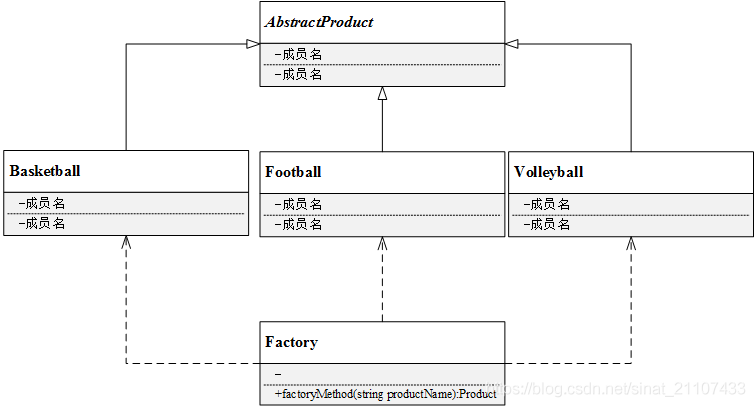 AbstractProduct
-成员名
-成员名
Basketball
-成员名
-成员名
Football
-成员名
-成员名
Volleyball
-成员名
-成员名
Factory
-
+factoryMethod(string productName):Product
https://blog.csdn.net/sinat_21107433